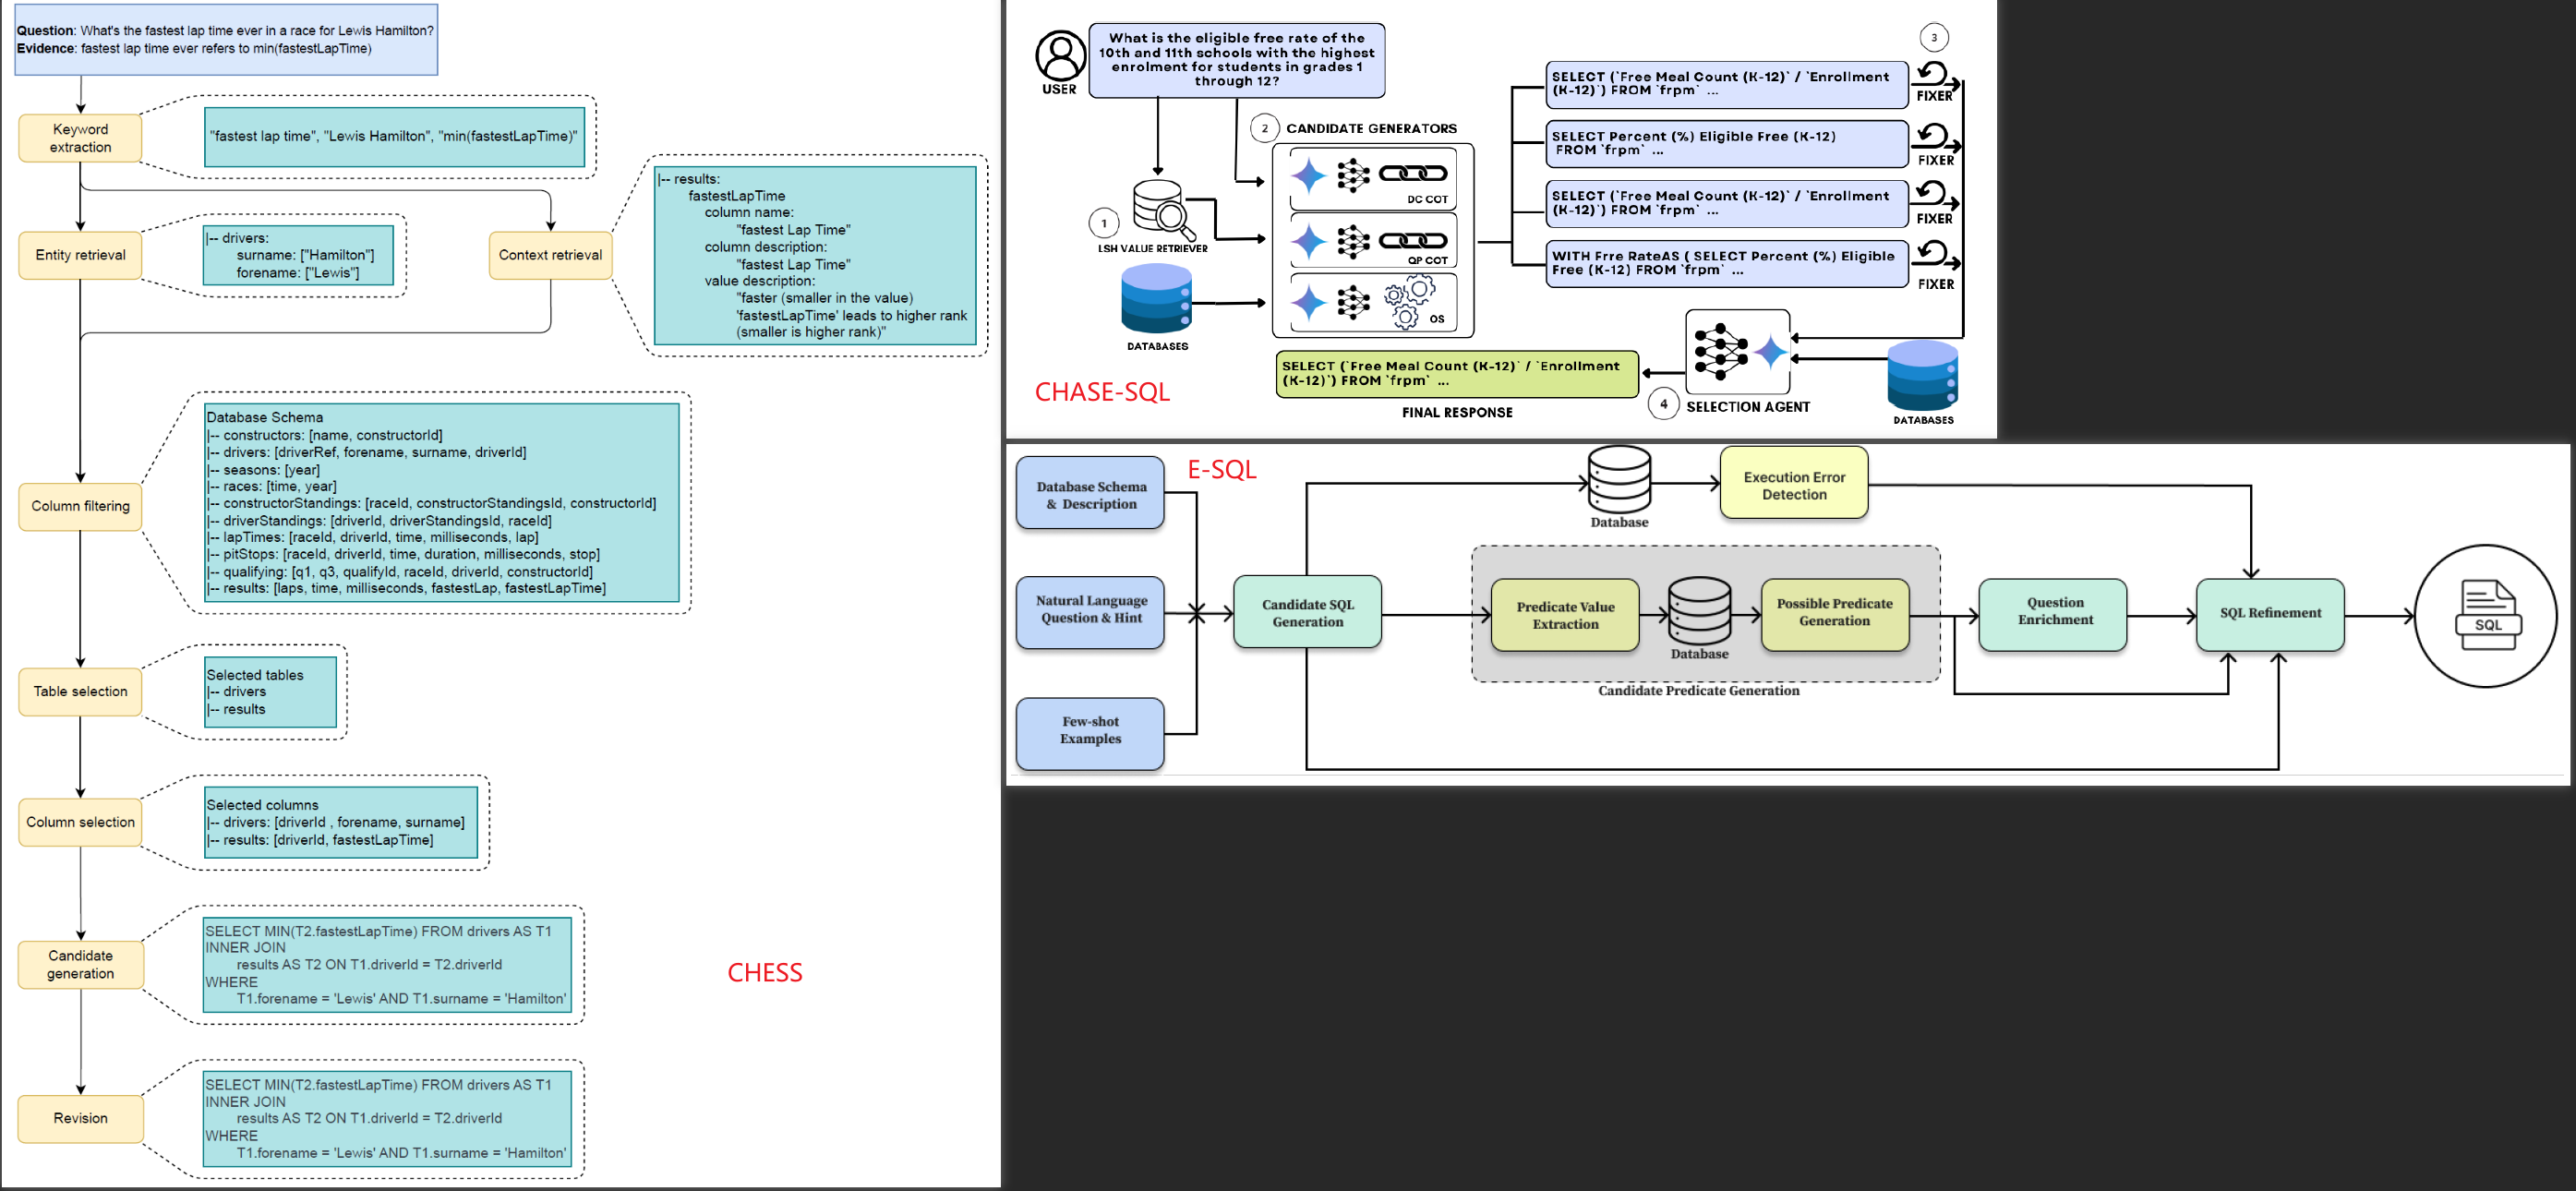 Question: What's the fastest lap time ever in a race for Lewis Hamilton?
Evidence: fastest lap time ever refers to min(fastestLapTime)
Keyword
extraction
"fastest lap time", "Lewis Hamilton", "min(fastestLapTime)"
Entity retrieval
|-- drivers:
surname: ["Hamilton"]
forename: ["Lewis"]
Context retrieval
|-- results:
fastestLapTime
column name:
"fastest Lap Time"
column description:
"fastest Lap Time"
value description:
"faster (smaller in the value)
'fastestLapTime' leads to higher rank
(smaller is higher rank)"
Column filtering
Database Schema
|-- constructors: [name, constructorId]
|-- drivers: [driverRef, forename, surname, driverId]
|-- seasons: [year]
|-- races: [time, year]
|-- constructorStandings: [raceId, constructorStandingsId, constructorId]
|-- driverStandings: [driverId, driverStandingsId, raceId]
|-- lapTimes: [raceId, driverId, time, milliseconds, lap]
|-- pitStops: [raceId, driverId, time, duration, milliseconds, stop]
|-- qualifying: [q1, q3, qualifyId, raceId, driverId, constructorId]
|-- results: [laps, time, milliseconds, fastestLap, fastestLapTime]
Table selection
Selected tables
|-- drivers
|-- results
Column selection
Selected columns
|-- drivers: [driverId , forename, surname]
|-- results: [driverId, fastestLapTime]
Candidate
generation
SELECT MIN(T2.fastestLapTime) FROM drivers AS T1
INNER JOIN
results AS T2 ON T1.driverId = T2.driverId
WHERE
T1.forename = 'Lewis' AND T1.surname = 'Hamilton'
CHESS
Revision
SELECT MIN(T2.fastestLapTime) FROM drivers AS T1
INNER JOIN
results AS T2 ON T1.driverId = T2.driverId
WHERE
T1.forename = 'Lewis' AND T1.surname = 'Hamilton'
USER
What is the eligible free rate of the
10th and 11th schools with the highest
enrolment for students in grades 1
through 12?
1
LSH VALUE RETRIEVER
DATABASES
2
CANDIDATE GENERATORS
DC COT
QP COT
OS
3
SELECT (`Free Meal Count (K-12)` / `Enrollment
(K-12)`) FROM `frpm` ...
FIXER
SELECT Percent (%) Eligible Free (K-12)
FROM `frpm` ...
FIXER
SELECT (`Free Meal Count (K-12)` / `Enrollment
(K-12)`) FROM `frpm` ...
FIXER
WITH Frre RateAS ( SELECT Percent (%) Eligible
Free (K-12) FROM `frpm` ...
FIXER
SELECT (`Free Meal Count (K-12)` / `Enrollment
(K-12)`) FROM `frpm` ...
FINAL RESPONSE
4
SELECTION AGENT
DATABASES
CHASE-SQL
E-SQL
Database Schema
& Description
Natural Language
Question & Hint
Few-shot
Examples
Candidate SQL
Generation
Database
Execution Error
Detection
Predicate Value
Extraction
Database
Possible Predicate
Generation
Candidate Predicate Generation
Question
Enrichment
SQL Refinement
SQL